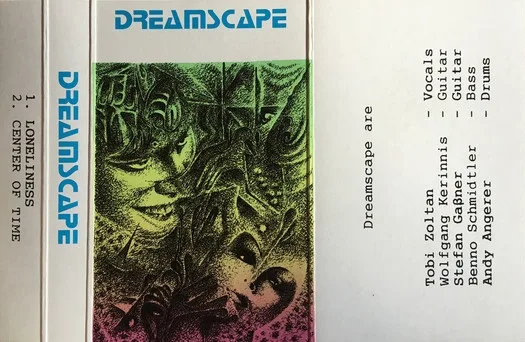 DREAMSCAPE
DREAMSCAPE
1. LONELINESS
2. CENTER OF TIME
Dreamscape are
Tobi Zoltan - Vocals
Wolfgang Kerinnis - Guitar
Stefan Gaßner - Guitar
Benno Schmidtler - Bass
Andy Angerer - Drums